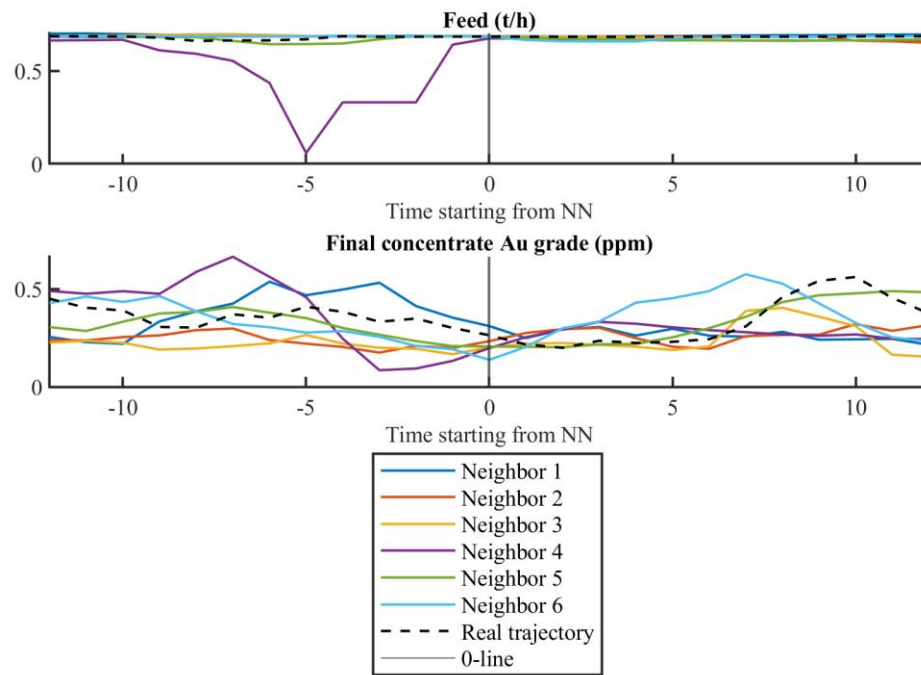 Feed (t/h)
0.5
0
-10 -5 0 5 10
Time starting from NN
Final concentrate Au grade (ppm)
0.5
0
-10 -5 0 5 10
Time starting from NN
Neighbor 1
Neighbor 2
Neighbor 3
Neighbor 4
Neighbor 5
Neighbor 6
Real trajectory
0-line